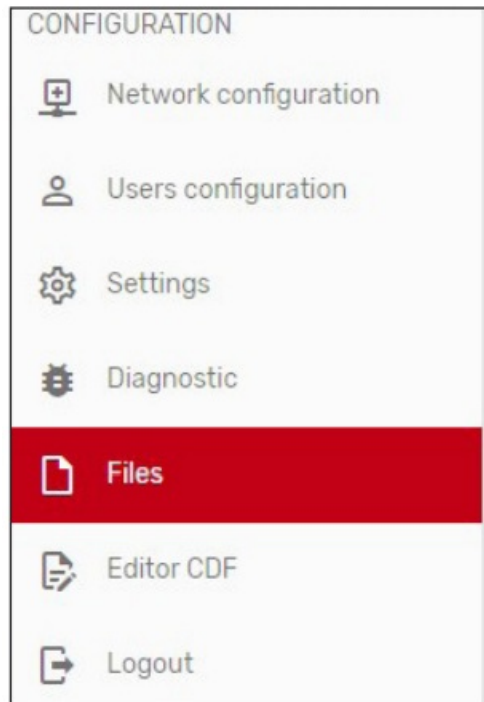 CONFIGURATION
Network configuration
Users configuration
Settings
Diagnostic
Files
Editor CDF
Logout